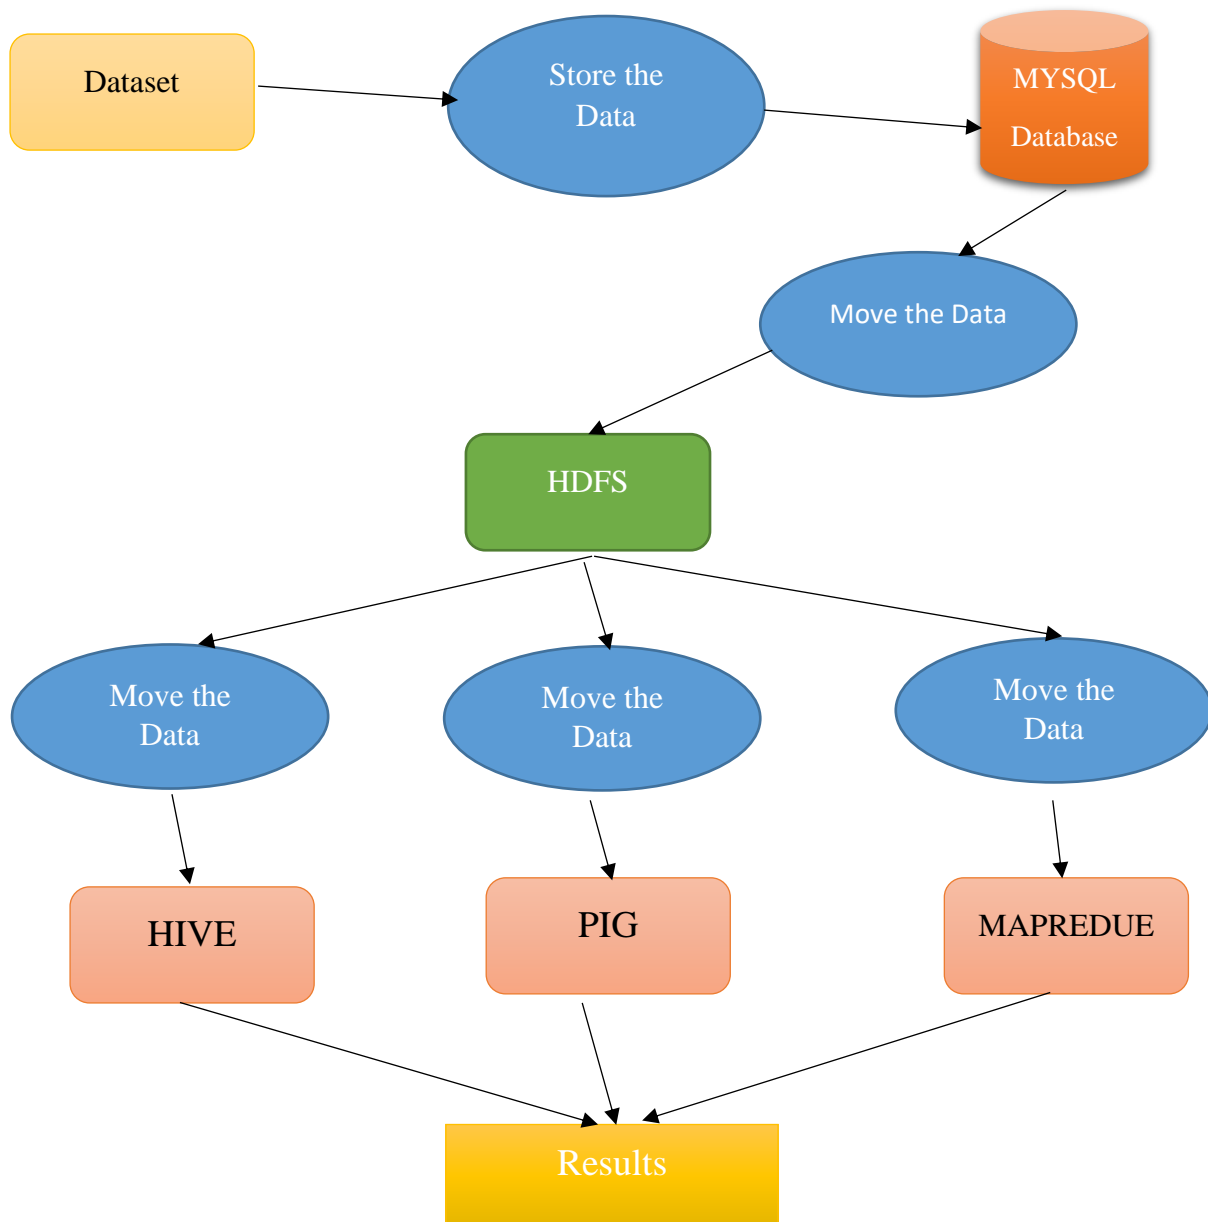 Dataset
Store the
Data
MYSQL
Database
Move the Data
HDFS
Move the
Data
Move the
Data
Move the
Data
HIVE
PIG
MAPREDUE
Results